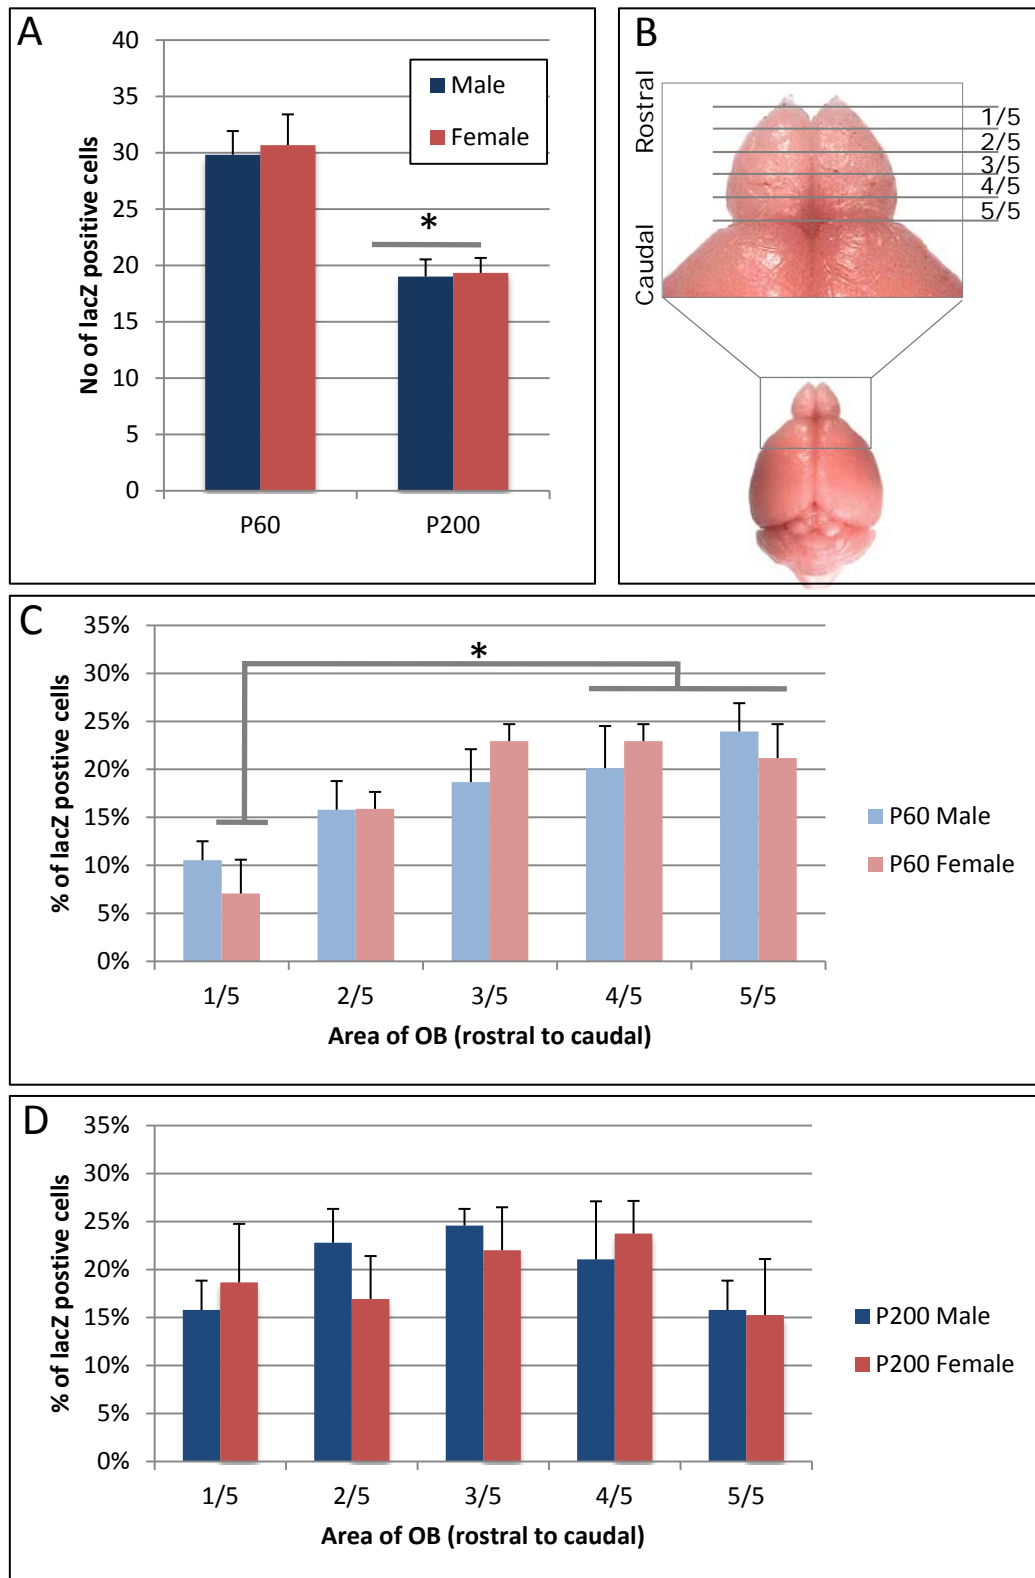 A
40
35
30
25
20
15
10
5
0
No of lacZ positive cells
Male
Female
*
P60
P200
B
Rostral
Caudal
1/5
2/5
3/5
4/5
5/5
C
35%
30%
25%
20%
15%
10%
5%
0%
% of lacZ postive cells
*
P60 Male
P60 Female
1/5 2/5 3/5 4/5 5/5
Area of OB (rostral to caudal)
D
35%
30%
25%
20%
15%
10%
5%
0%
% of lacZ postive cells
P200 Male
P200 Female
1/5 2/5 3/5 4/5 5/5
Area of OB (rostral to caudal)